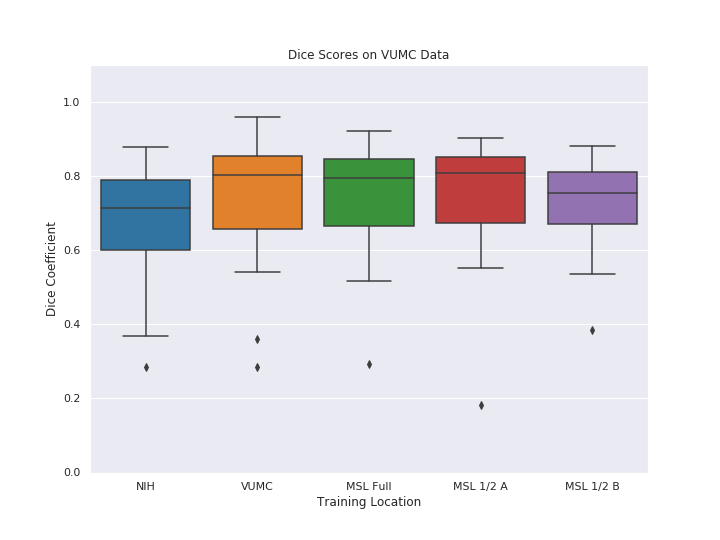 Dice Scores on VUMC Data
1.0
0.8
0.6
0.4
0.2
0.0
Dice Coefficient
NIH VUMC MSL Full MSL 1/2 A MSL 1/2 B
Training Location